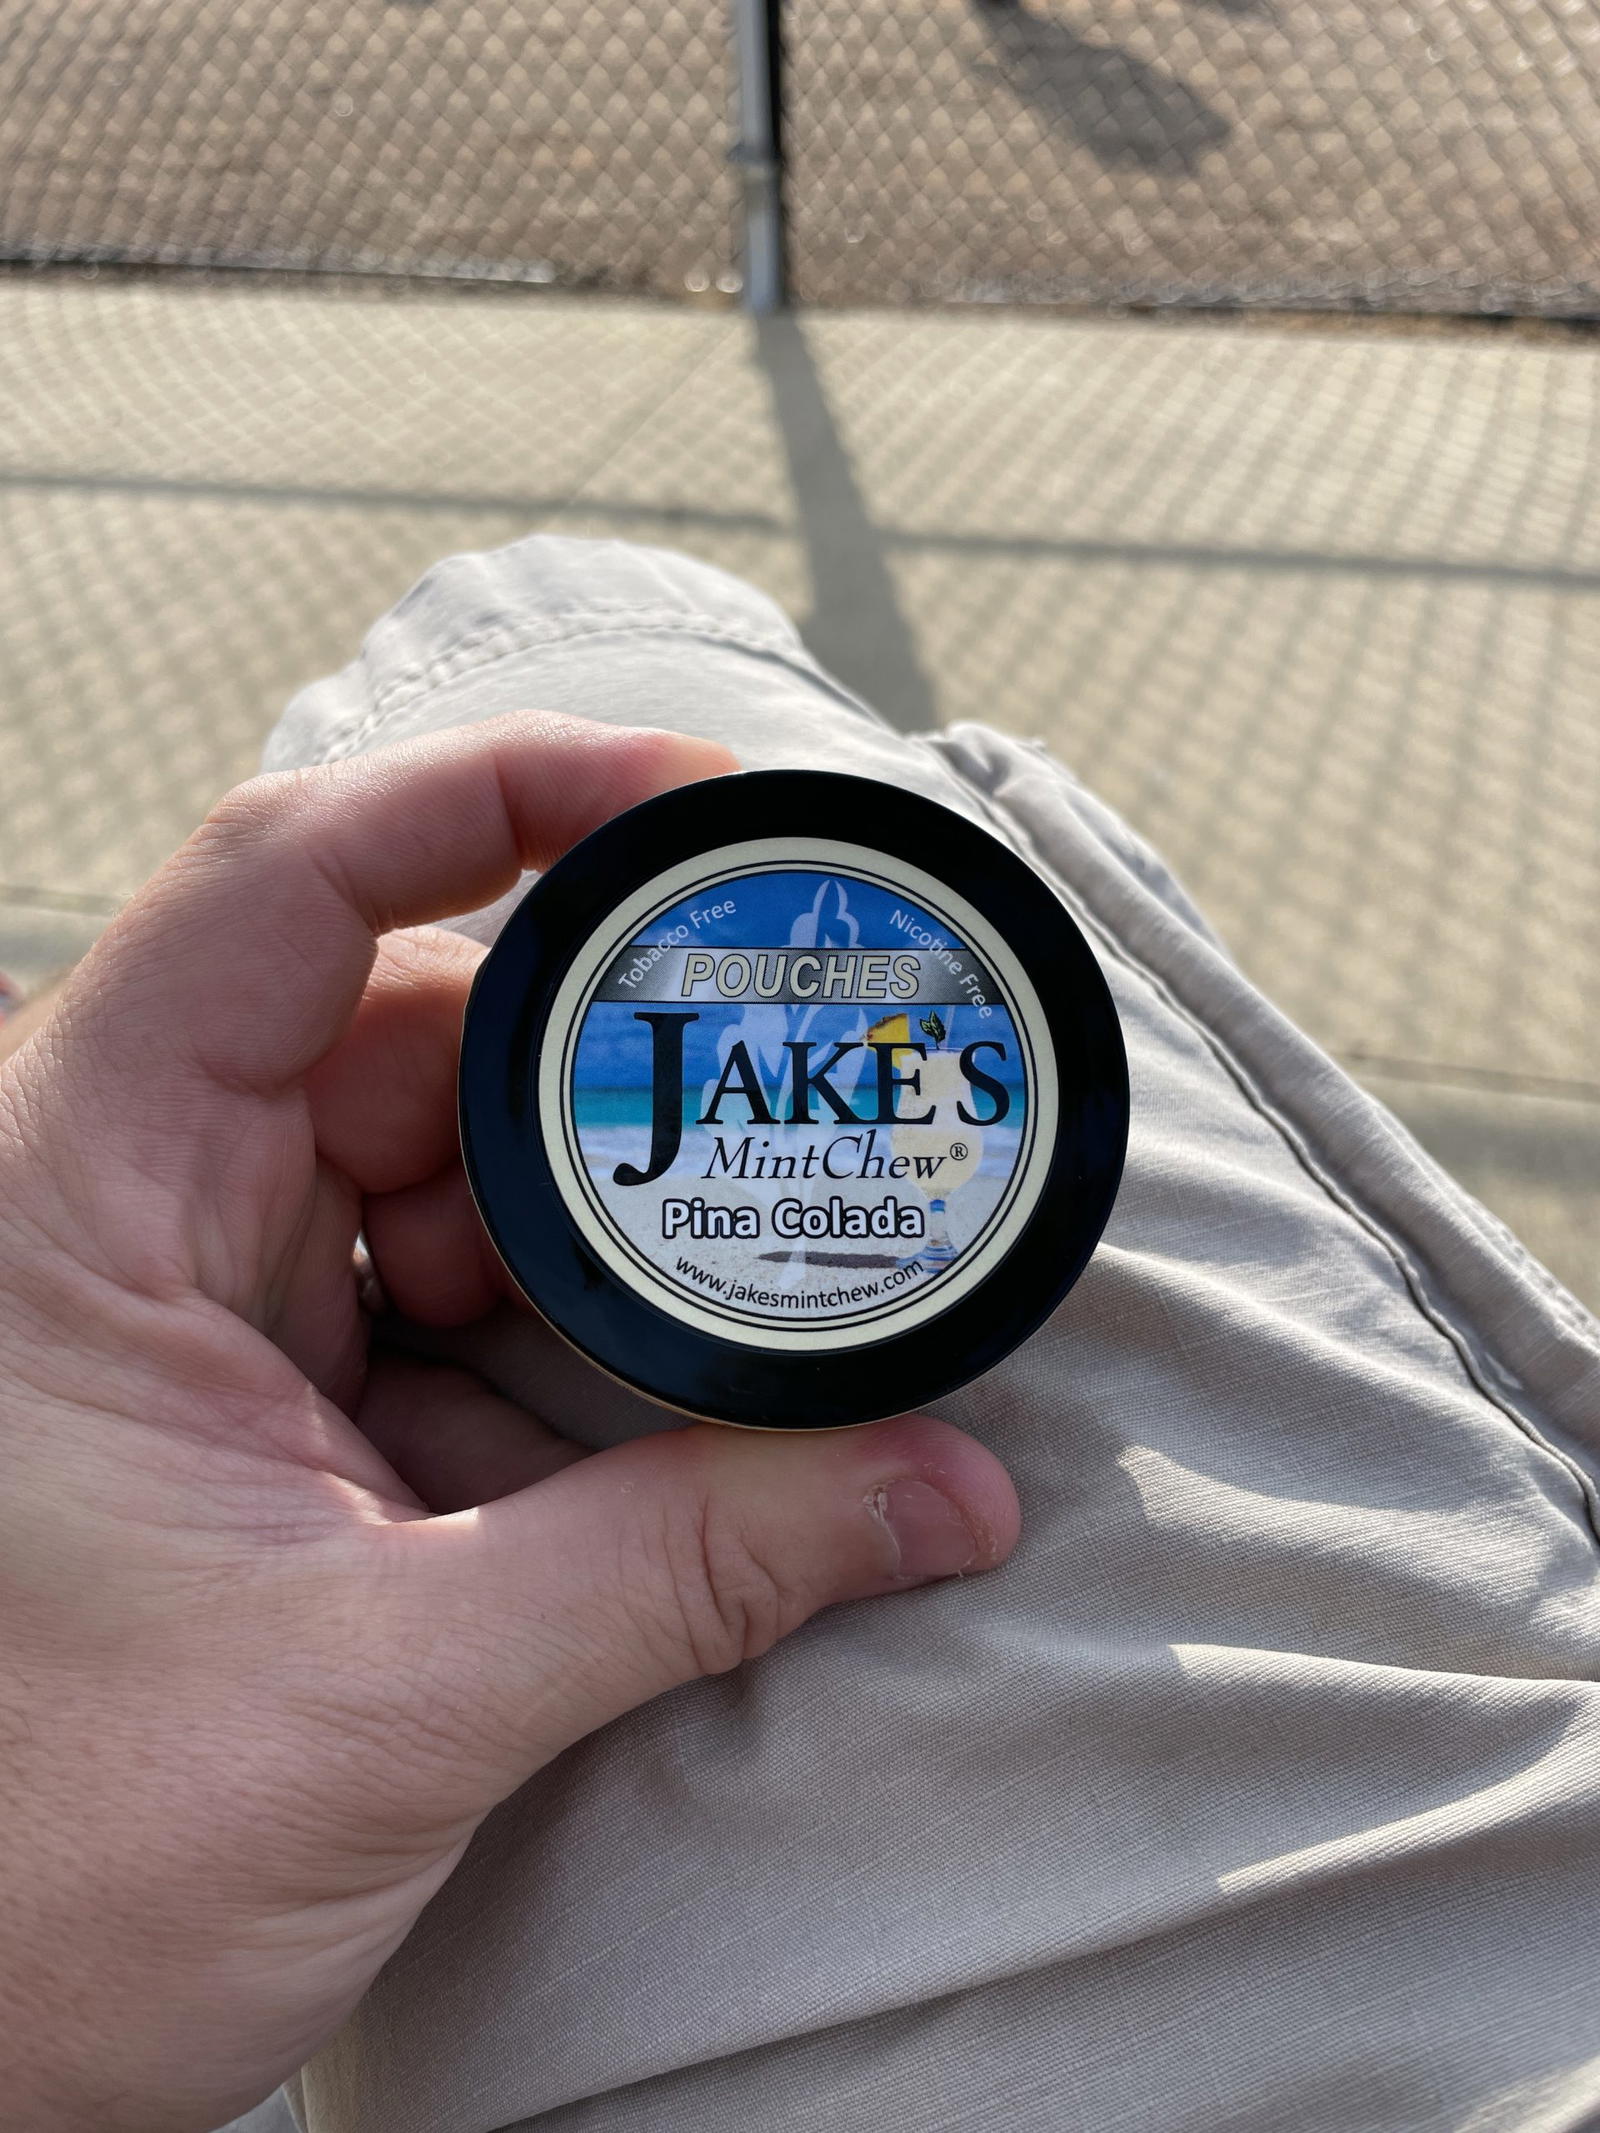 Tobacco Free
Nicotine Free
POUCHES
JAKE'S
MintChew®
Pina Colada
www.jakesmintchew.com